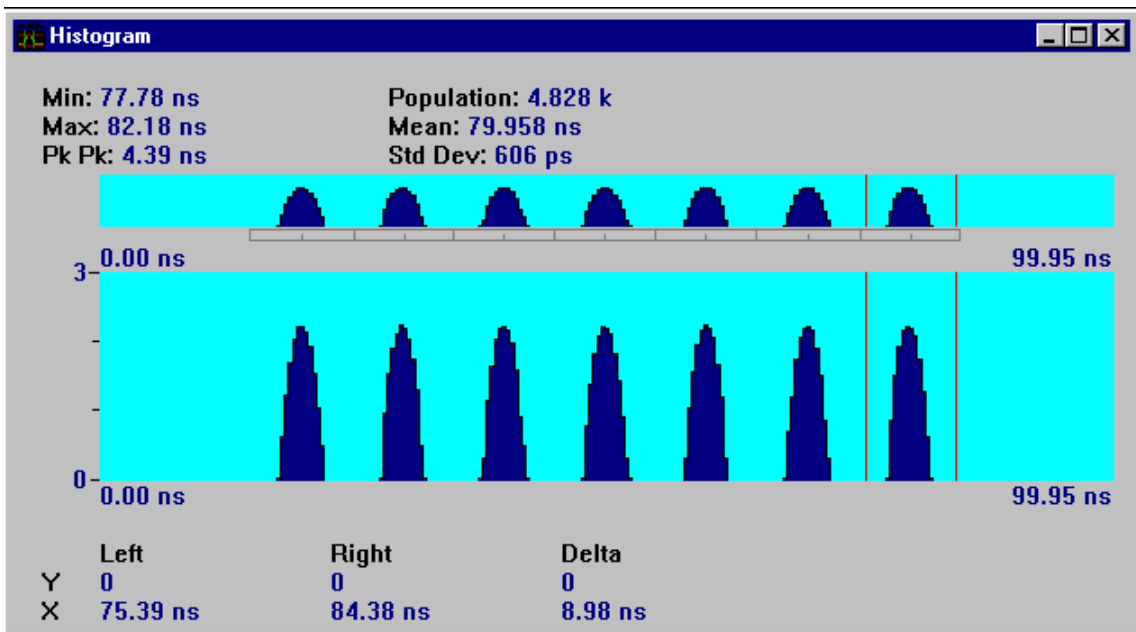 Histogram
Min: 77.78 ns Population: 4.828 k
Max: 82.18 ns Mean: 79.958 ns
Pk Pk: 4.39 ns Std Dev: 606 ps
0.00 ns 99.95 ns
3
0
0.00 ns 99.95 ns
Left Right Delta
Y 0 0 0
X 75.39 ns 84.38 ns 8.98 ns